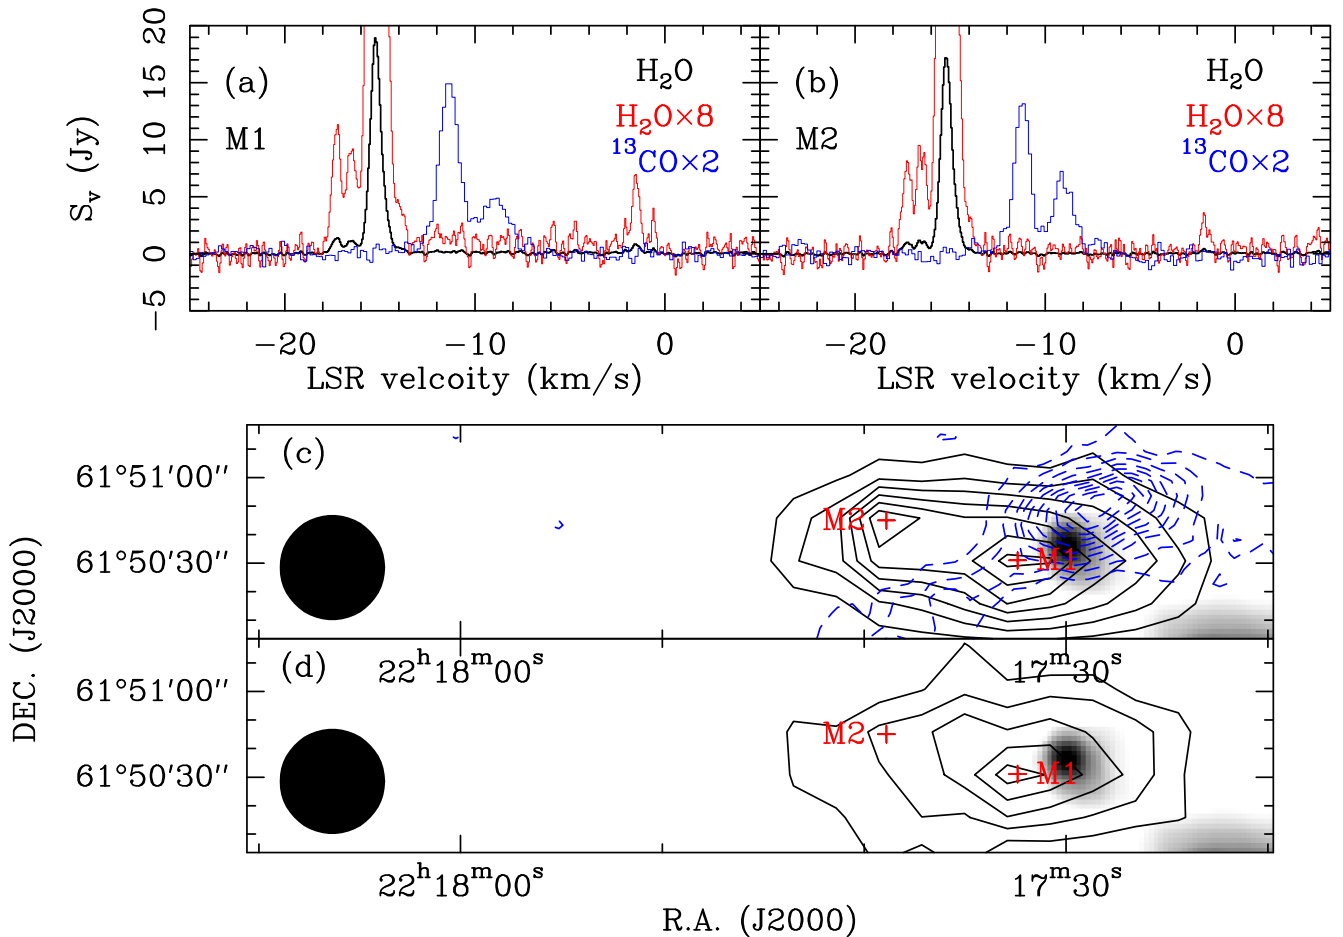 20
15
10
5
0
−5
Sν (Jy)
(a)
M1
H₂O
H₂O×8
¹³CO×2
−20 −10 0
LSR velcoity (km/s)
(b)
M2
H₂O
H₂O×8
¹³CO×2
−20 −10 0
LSR velocity (km/s)
DEC. (J2000)
(c)
61°51′00″
61°50′30″
M2
M1
22ʰ18ᵐ00ˢ 17ᵐ30ˢ
(d)
61°51′00″
61°50′30″
M2
M1
22ʰ18ᵐ00ˢ 17ᵐ30ˢ
R.A. (J2000)